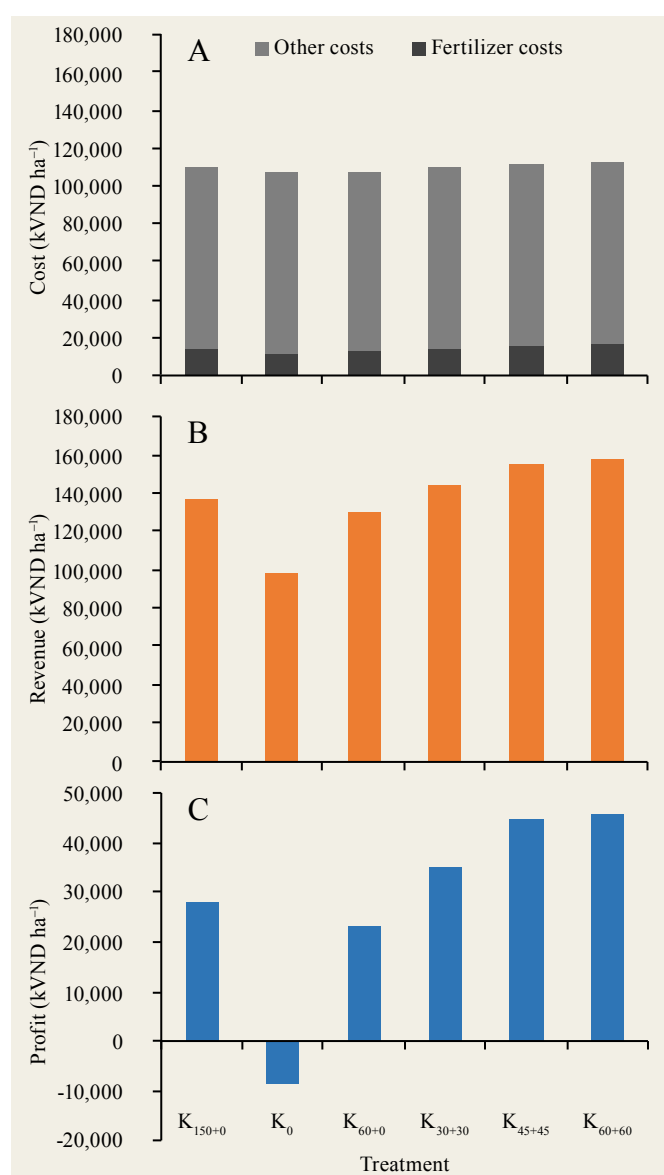 A
Other costs
Fertilizer costs
Cost (kVND ha⁻¹)
180,000
160,000
140,000
120,000
100,000
80,000
60,000
40,000
20,000
0
B
Revenue (kVND ha⁻¹)
180,000
160,000
140,000
120,000
100,000
80,000
60,000
40,000
20,000
0
C
Profit (kVND ha⁻¹)
50,000
40,000
30,000
20,000
10,000
0
-10,000
-20,000
K₁₅₀₊₀ K₀ K₆₀₊₀ K₃₀₊₃₀ K₄₅₊₄₅ K₆₀₊₆₀
Treatment